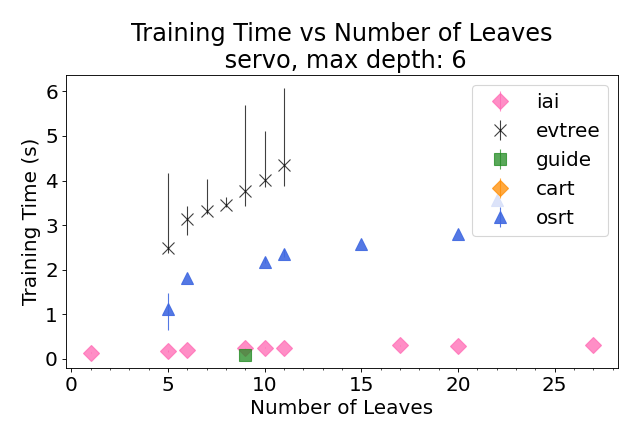 Training Time vs Number of Leaves
servo, max depth: 6
Training Time (s)
6
5
4
3
2
1
0
0 5 10 15 20 25
Number of Leaves
iai
evtree
guide
cart
osrt